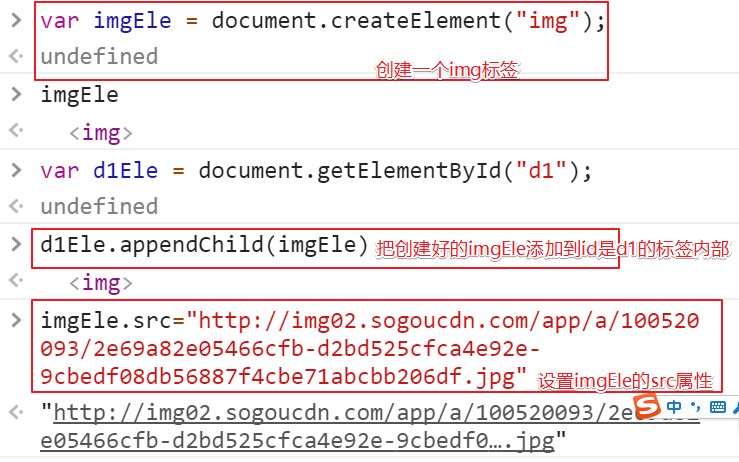 var imgEle = document.createElement("img");
undefined
创建一个img标签
imgEle
<img>
var d1Ele = document.getElementById("d1");
undefined
d1Ele.appendChild(imgEle) 把创建好的imgEle添加到id是d1的标签内部
<img>
imgEle.src="http://img02.sogoucdn.com/app/a/100520
093/2e69a82e05466cfb-d2bd525cfca4e92e-
9cbedf08db56887f4cbe71abcbb206df.jpg" 设置imgEle的src属性
中
"http://img02.sogoucdn.com/app/a/100520093/
e05466cfb-d2bd525cfca4e92e-9cbedf0….jpg"